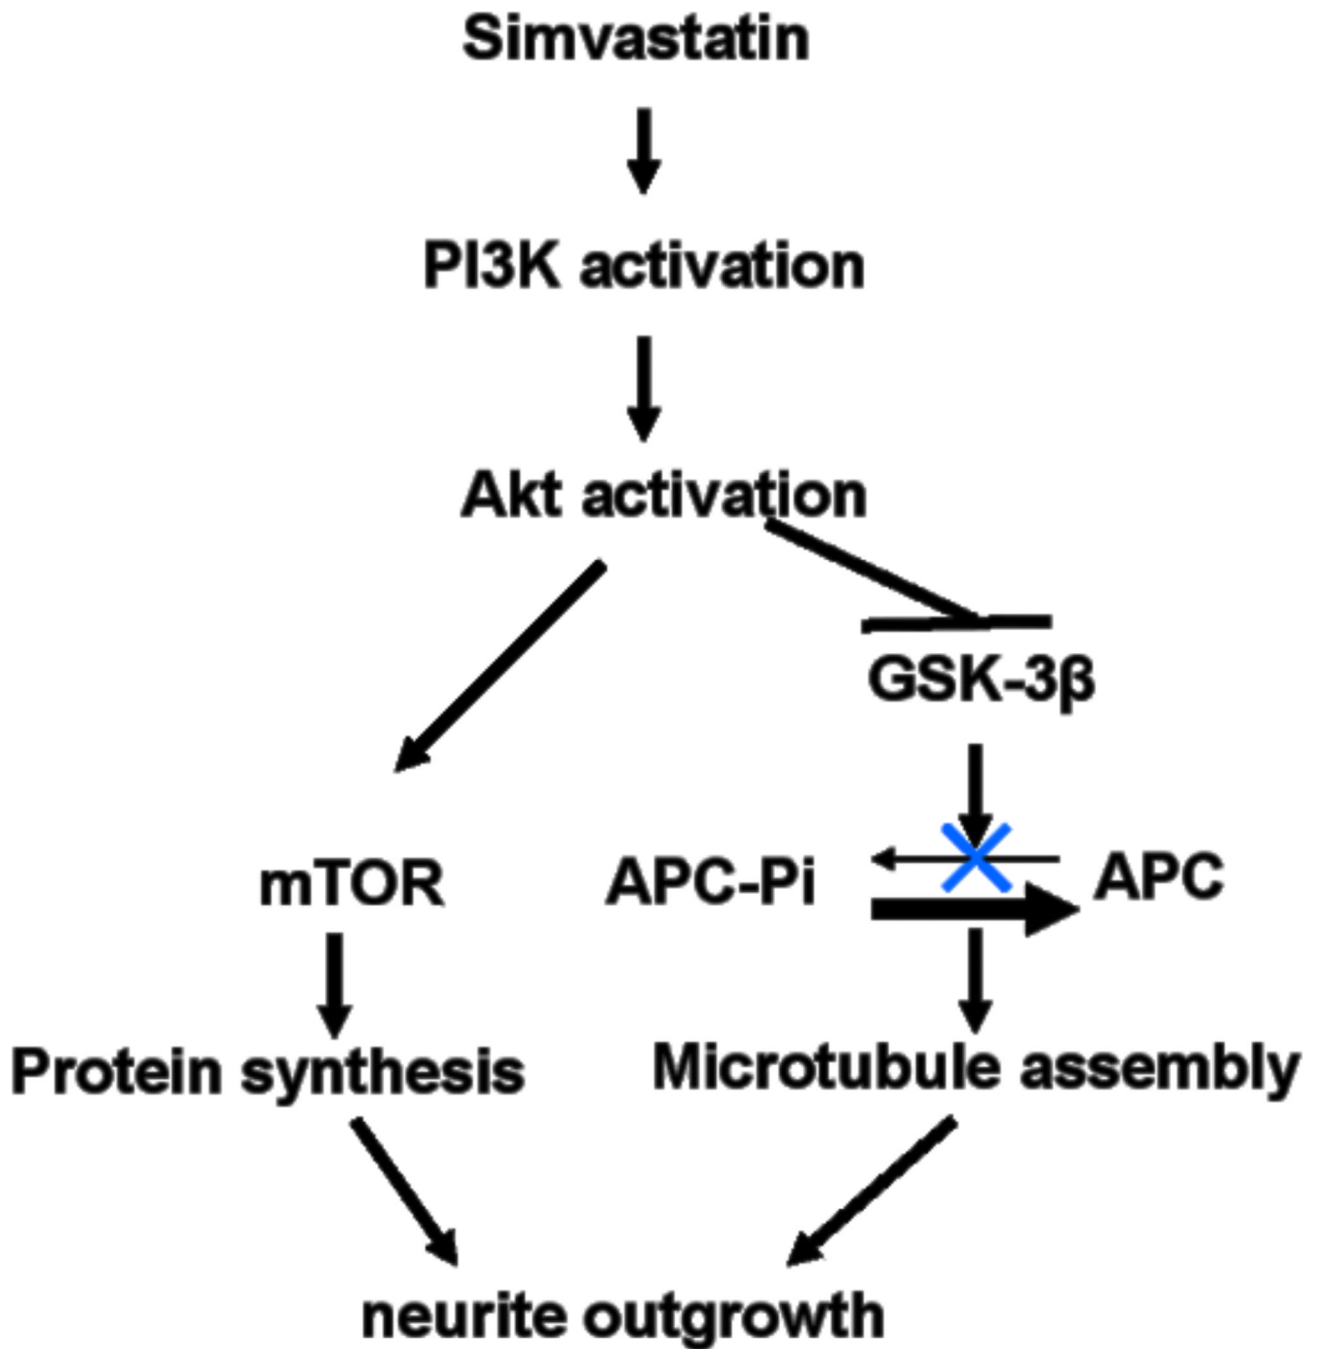 Simvastatin
PI3K activation
Akt activation
GSK-3β
mTOR
APC-Pi
APC
Protein synthesis
Microtubule assembly
neurite outgrowth